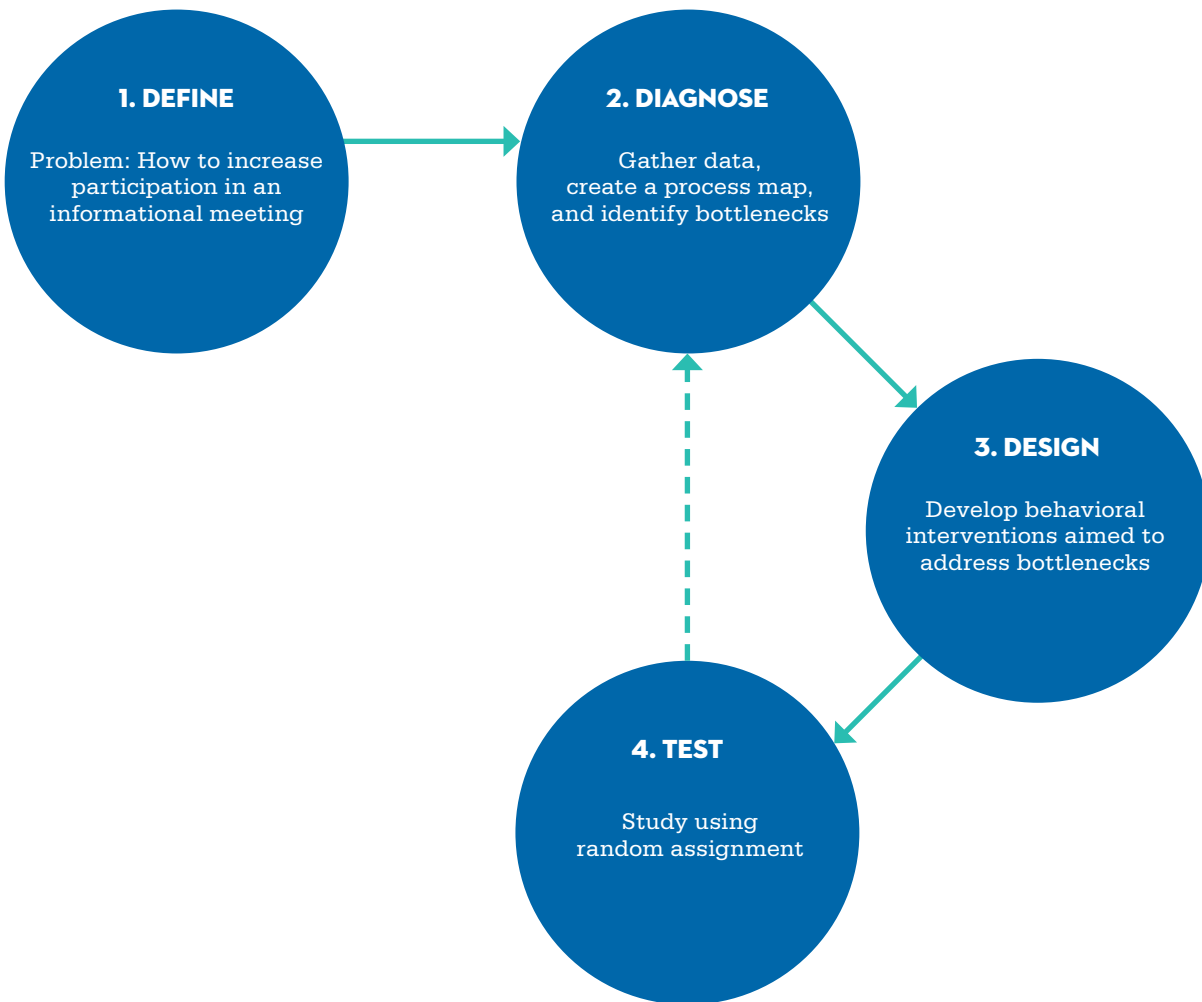 1. DEFINE
Problem: How to increase
participation in an
informational meeting
2. DIAGNOSE
Gather data,
create a process map,
and identify bottlenecks
3. DESIGN
Develop behavioral
interventions aimed to
address bottlenecks
4. TEST
Study using
random assignment